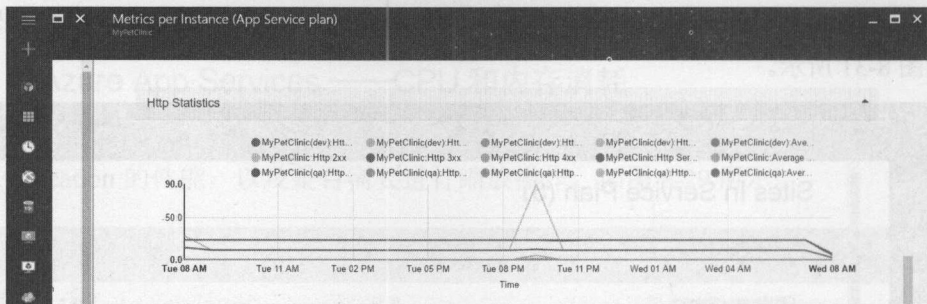 Metrics per Instance (App Service plan)
MyPetClinic
Http Statistics
MyPetClinic(dev):Htt... MyPetClinic(dev):Htt... MyPetClinic(dev):Htt... MyPetClinic(dev):Htt... MyPetClinic(dev):Ave...
MyPetClinic Http 2xx MyPetClinic:Http 3xx MyPetClinic:Http 4xx MyPetClinic:Http Ser... MyPetClinic:Average ...
MyPetClinic(qa):Http... MyPetClinic(qa):Http... MyPetClinic(qa):Http... MyPetClinic(qa):Http... MyPetClinic(qa):Aver...
90.0
50.0
0.0
Tue 08 AM Tue 11 AM Tue 02 PM Tue 05 PM Tue 08 PM Tue 11 PM Wed 01 AM Wed 04 AM Wed 08 AM
Time